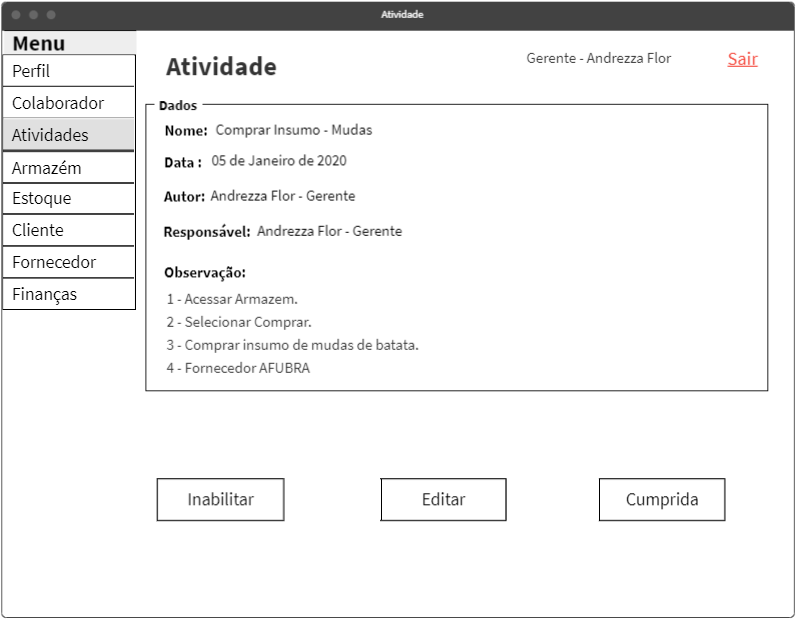 Atividade
Menu
Perfil
Colaborador
Atividades
Armazém
Estoque
Cliente
Fornecedor
Finanças
Atividade
Gerente - Andrezza Flor
Sair
Dados
Nome: Comprar Insumo - Mudas
Data : 05 de Janeiro de 2020
Autor: Andrezza Flor - Gerente
Responsável: Andrezza Flor - Gerente
Observação:
1 - Acessar Armazem.
2 - Selecionar Comprar.
3 - Comprar insumo de mudas de batata.
4 - Fornecedor AFUBRA
Inabilitar
Editar
Cumprida